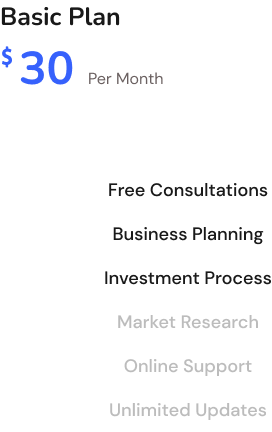 Basic Plan
$30 Per Month
Free Consultations
Business Planning
Investment Process
Market Research
Online Support
Unlimited Updates